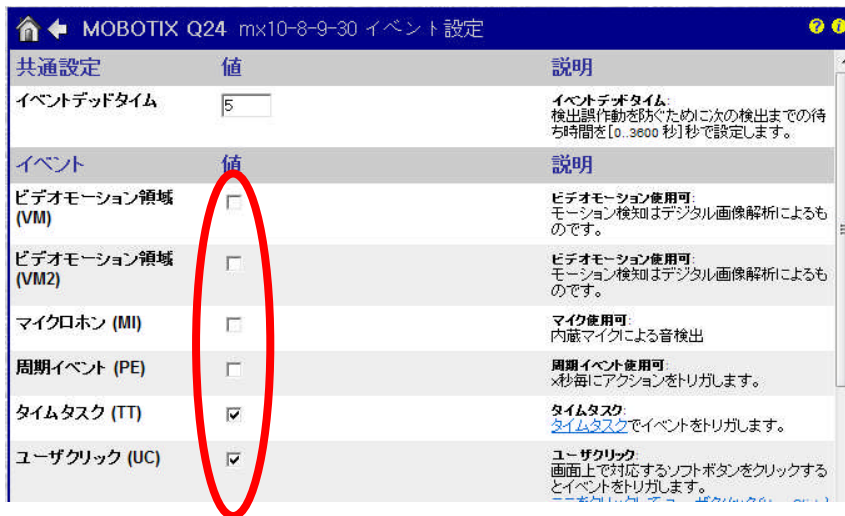 MOBOTIX Q24 mx10-8-9-30 イベント設定
共通設定 値 説明
イベントデッドタイム 5 イベントデッドタイム:
検出誤作動を防ぐために次の検出までの待
ち時間を[0..3600 秒]秒で設定します。
イベント 値 説明
ビデオモーション領域
(VM)
ビデオモーション使用可:
モーション検知はデジタル画像解析によるも
のです。
ビデオモーション領域
(VM2)
ビデオモーション使用可:
モーション検知はデジタル画像解析によるも
のです。
マイクロホン (MI)
マイク使用可:
内蔵マイクによる音検出
周期イベント (PE)
周期イベント使用可:
x秒毎にアクションをトリガします。
タイムタスク (TT)
タイムタスク:
タイムタスクでイベントをトリガします。
ユーザクリック (UC)
ユーザクリック:
画面上で対応するソフトボタンをクリックする
とイベントをトリガします。